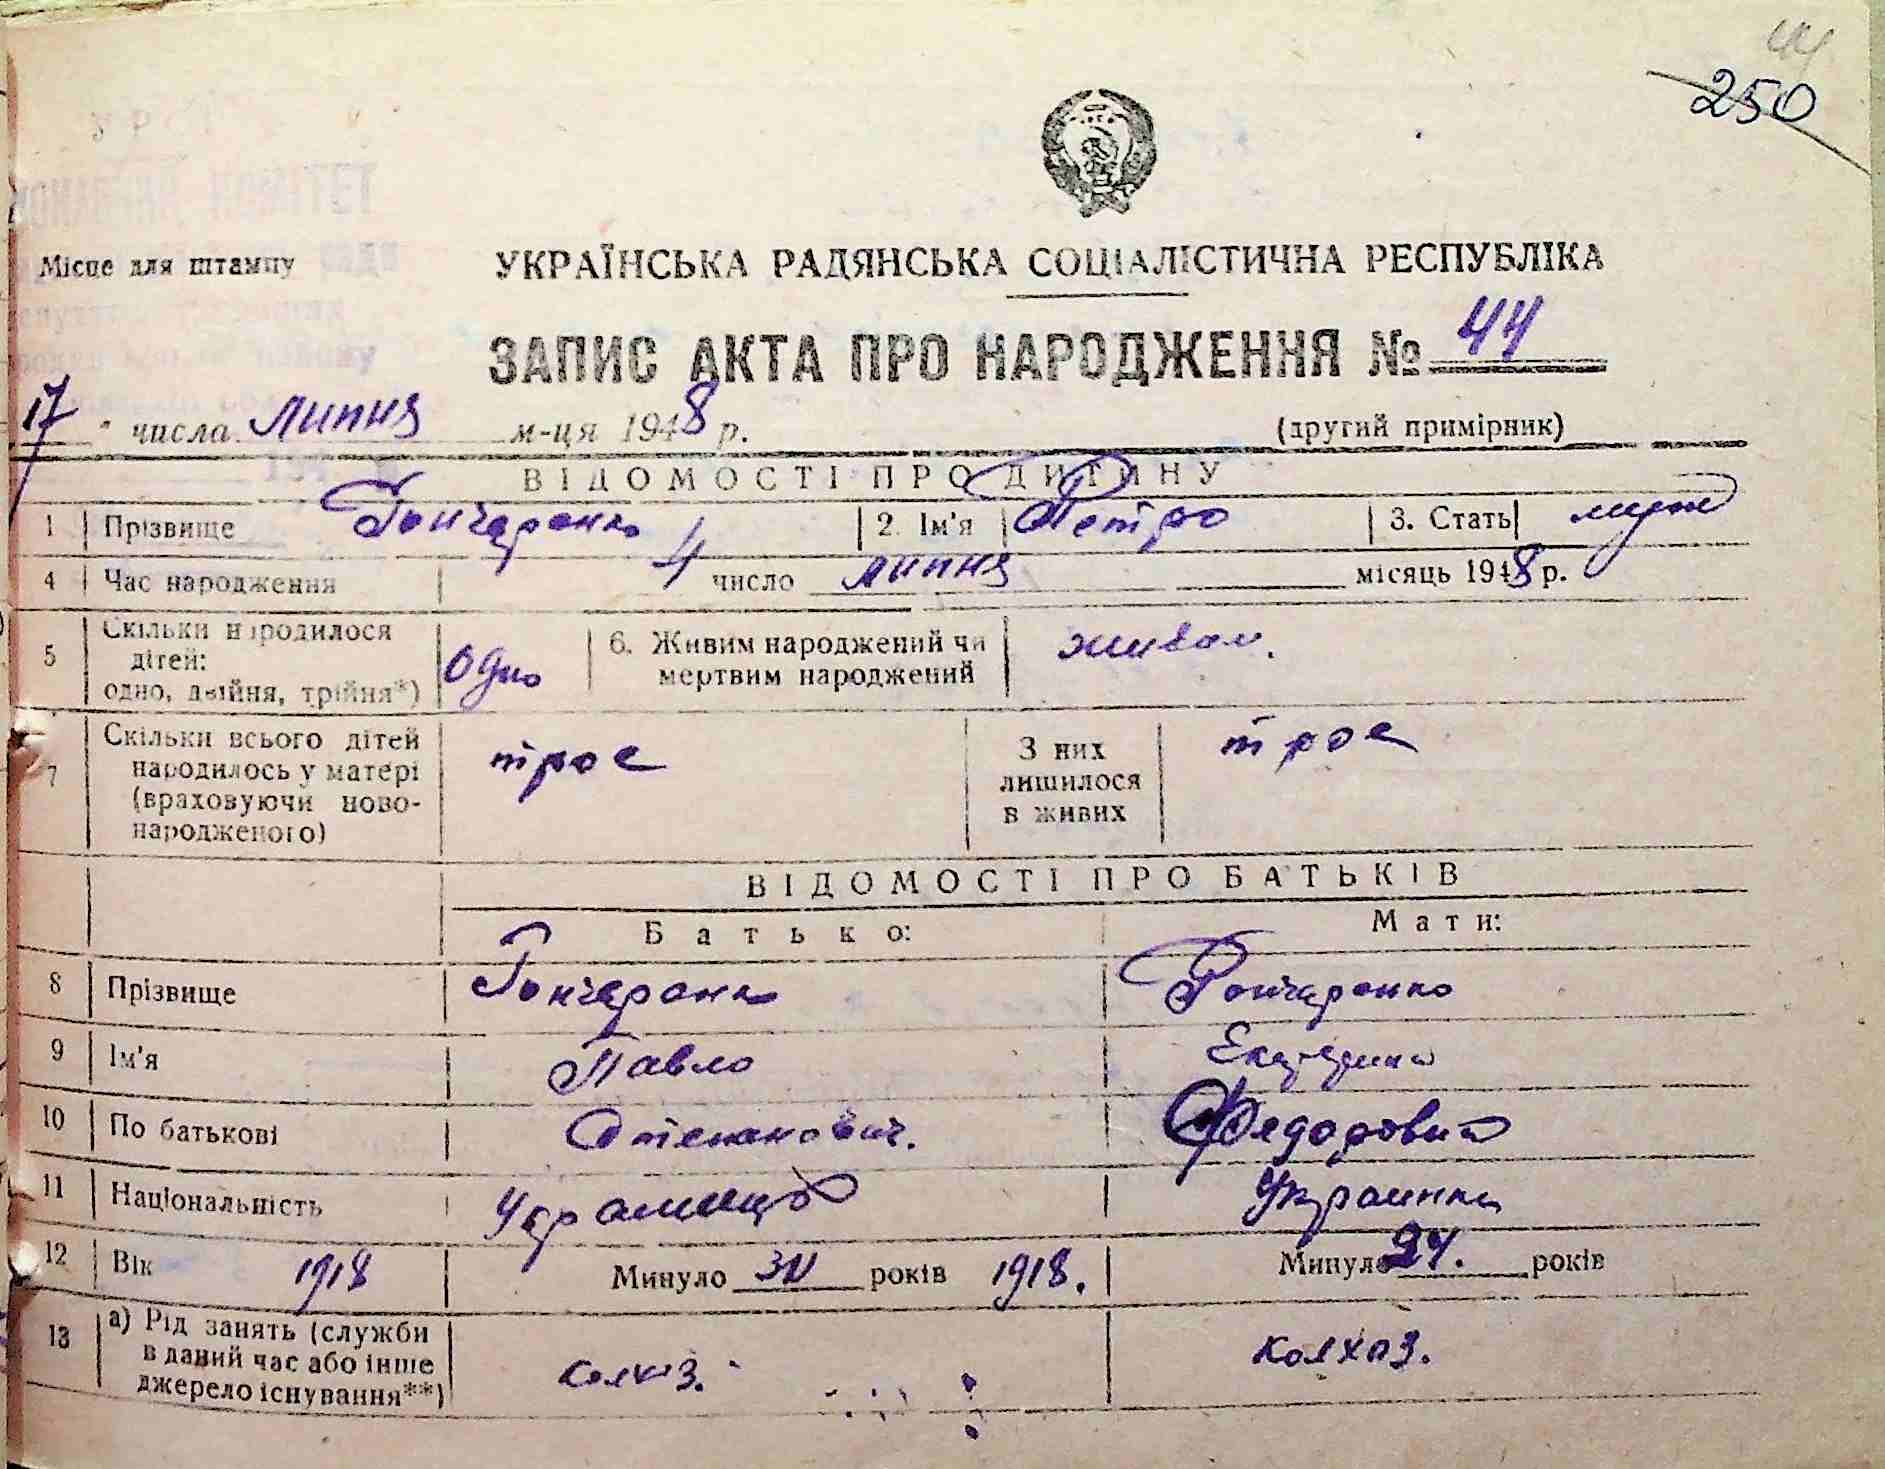 44
250
УКРАЇНСЬКА РАДЯНСЬКА СОЦІАЛІСТИЧНА РЕСПУБЛІКА
Місце для штампу
КОМІТЕТ
ЗАПИС АКТА ПРО НАРОДЖЕННЯ № 44
17 " числа липня м-ця 1948 р.
(другий примірник)
ВІДОМОСТІ ПРО ДИТИНУ
1 Прізвище Гончаренко 2. Ім'я Петро 3. Стать муж
4 Час народження 4 число липня місяць 1948 р.
5 Скільки народилося дітей: одно, двійня, трійня*) одно 6. Живим народжений чи мертвим народжений живом.
7 Скільки всього дітей народилось у матері (враховуючи ново-народженого) трое З них лишилося в живих трое
ВІДОМОСТІ ПРО БАТЬКІВ
Батько: Мати:
8 Прізвище Гончаренко Гончаренко
9 Ім'я Павло Екатерина
10 По батькові Степанович. Федоровна
11 Національність Украинец Украинка
12 Вік 1918 Минуло 30 років 1918. Минуло років
13 а) Рід занять (служби в даний час або інше джерело існування**) колхоз. колхоз.